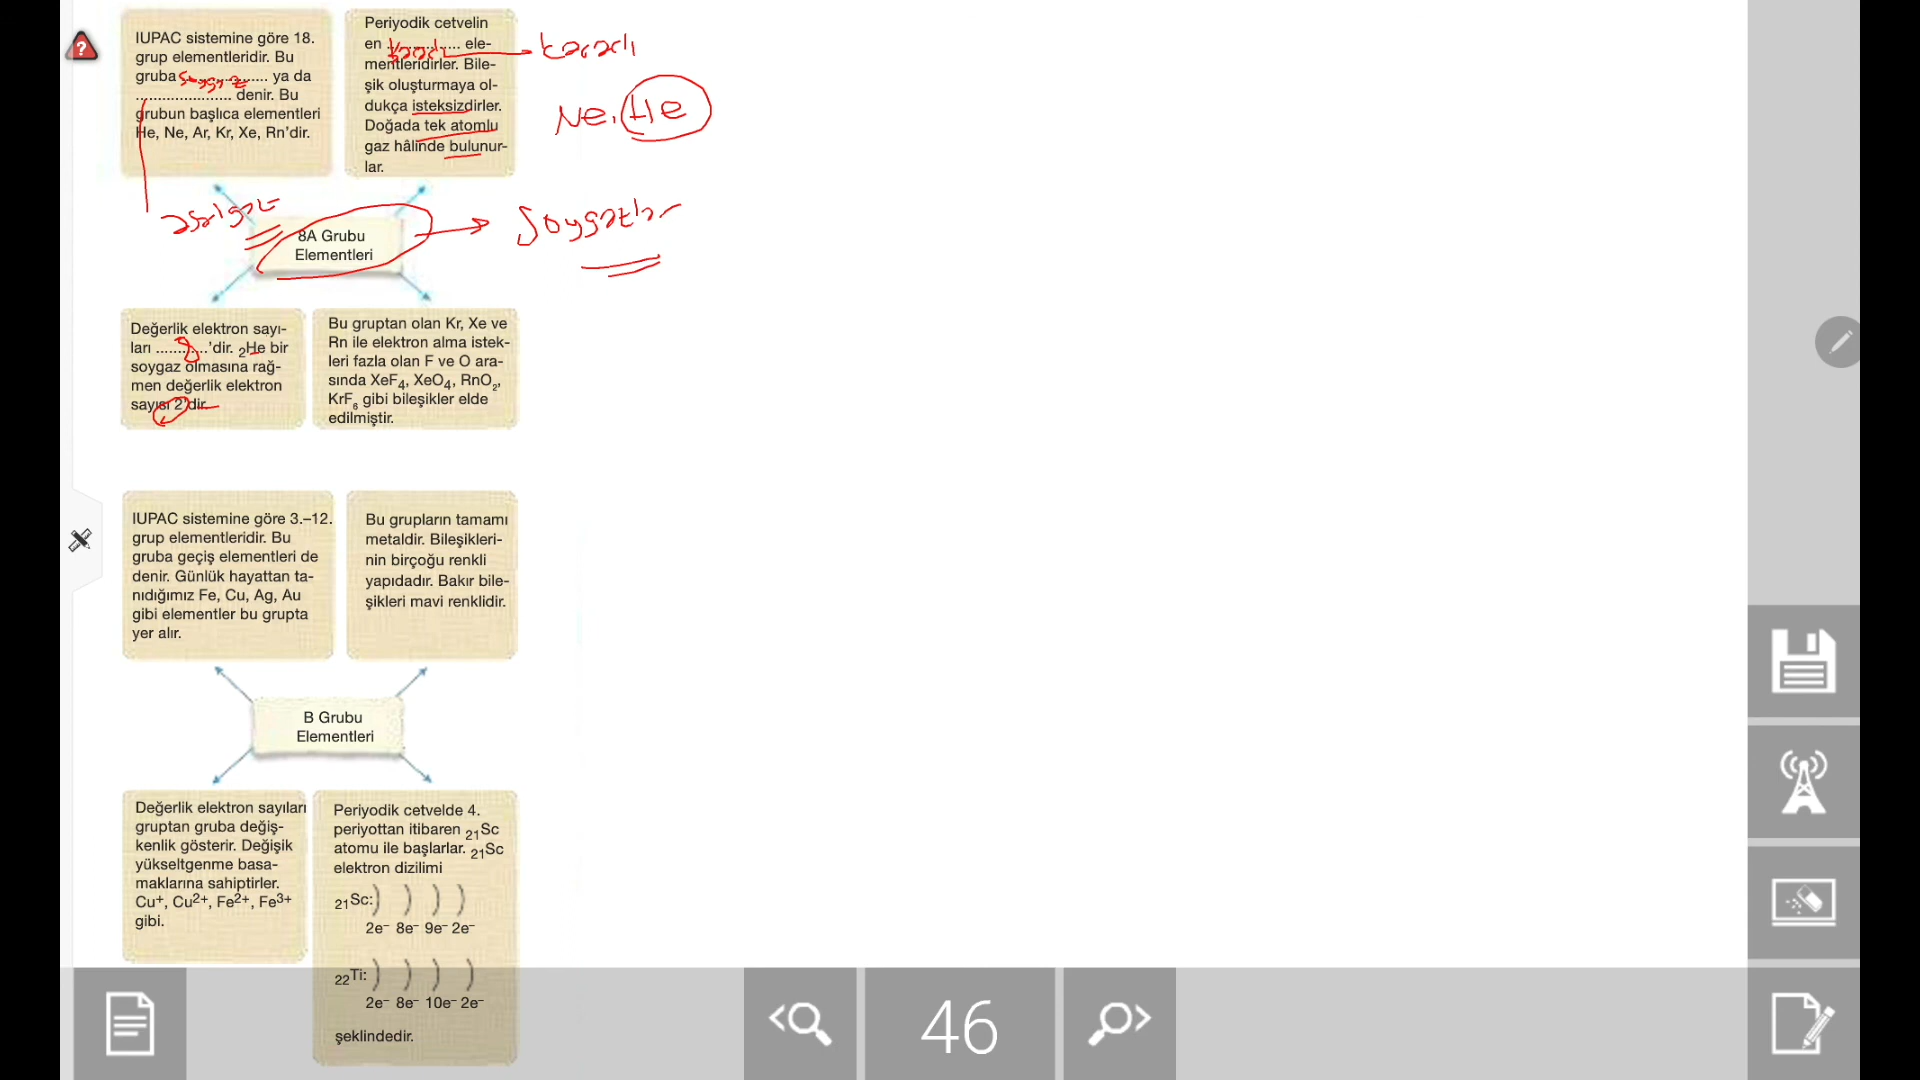 IUPAC sistemine göre 18.
grup elementleridir. Bu
gruba soygaz ...... ya da
...................... denir. Bu
grubun başlıca elementleri
He, Ne, Ar, Kr, Xe, Rn’dir.
asalgaz
Periyodik cetvelin
en kararlı ..... ele-
mentleridirler. Bile-
şik oluşturmaya ol-
dukça isteksizdirler.
Doğada tek atomlu
gaz hâlinde bulunur-
lar.
kararlı
Ne, He
8A Grubu
Elementleri
Soygazlar
Değerlik elektron sayı-
ları .....8.....’dir. ₂He bir
soygaz olmasına rağ-
men değerlik elektron
sayısı 2’dir.
Bu gruptan olan Kr, Xe ve
Rn ile elektron alma istek-
leri fazla olan F ve O ara-
sında XeF₄, XeO₄, RnO₂,
KrF₆ gibi bileşikler elde
edilmiştir.
IUPAC sistemine göre 3.–12.
grup elementleridir. Bu
gruba geçiş elementleri de
denir. Günlük hayattan ta-
nıdığımız Fe, Cu, Ag, Au
gibi elementler bu grupta
yer alır.
Bu grupların tamamı
metaldir. Bileşikleri-
nin birçoğu renkli
yapıdadır. Bakır bile-
şikleri mavi renklidir.
B Grubu
Elementleri
Değerlik elektron sayıları
gruptan gruba değiş-
kenlik gösterir. Değişik
yükseltgenme basa-
maklarına sahiptirler.
Cu⁺, Cu²⁺, Fe²⁺, Fe³⁺
gibi.
Periyodik cetvelde 4.
periyottan itibaren ₂₁Sc
atomu ile başlarlar. ₂₁Sc
elektron dizilimi
₂₁Sc: ) ) ) )
2e⁻ 8e⁻ 9e⁻ 2e⁻
₂₂Ti: ) ) ) )
2e⁻ 8e⁻ 10e⁻ 2e⁻
şeklindedir.
46